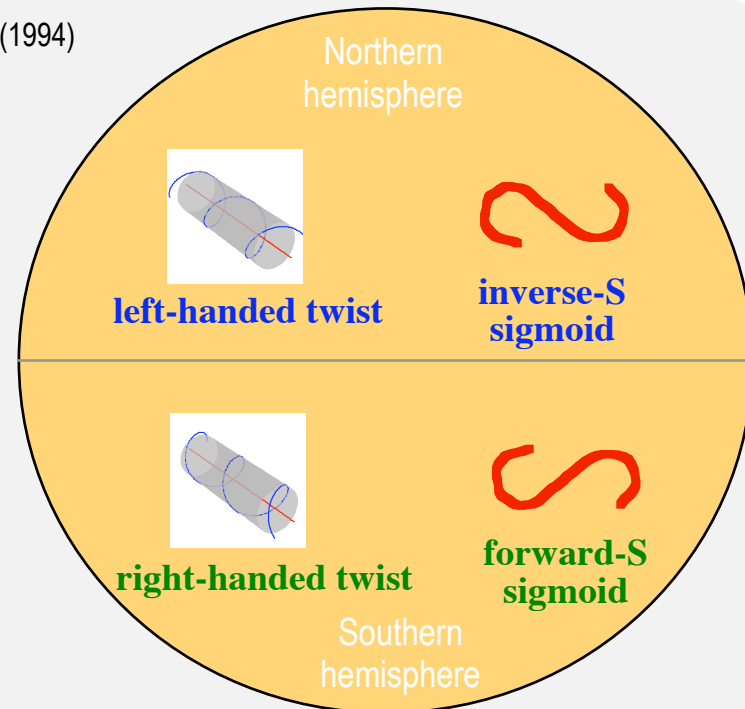 (1994)
Northern
hemisphere
left-handed twist
inverse-S
sigmoid
right-handed twist
forward-S
sigmoid
Southern
hemisphere